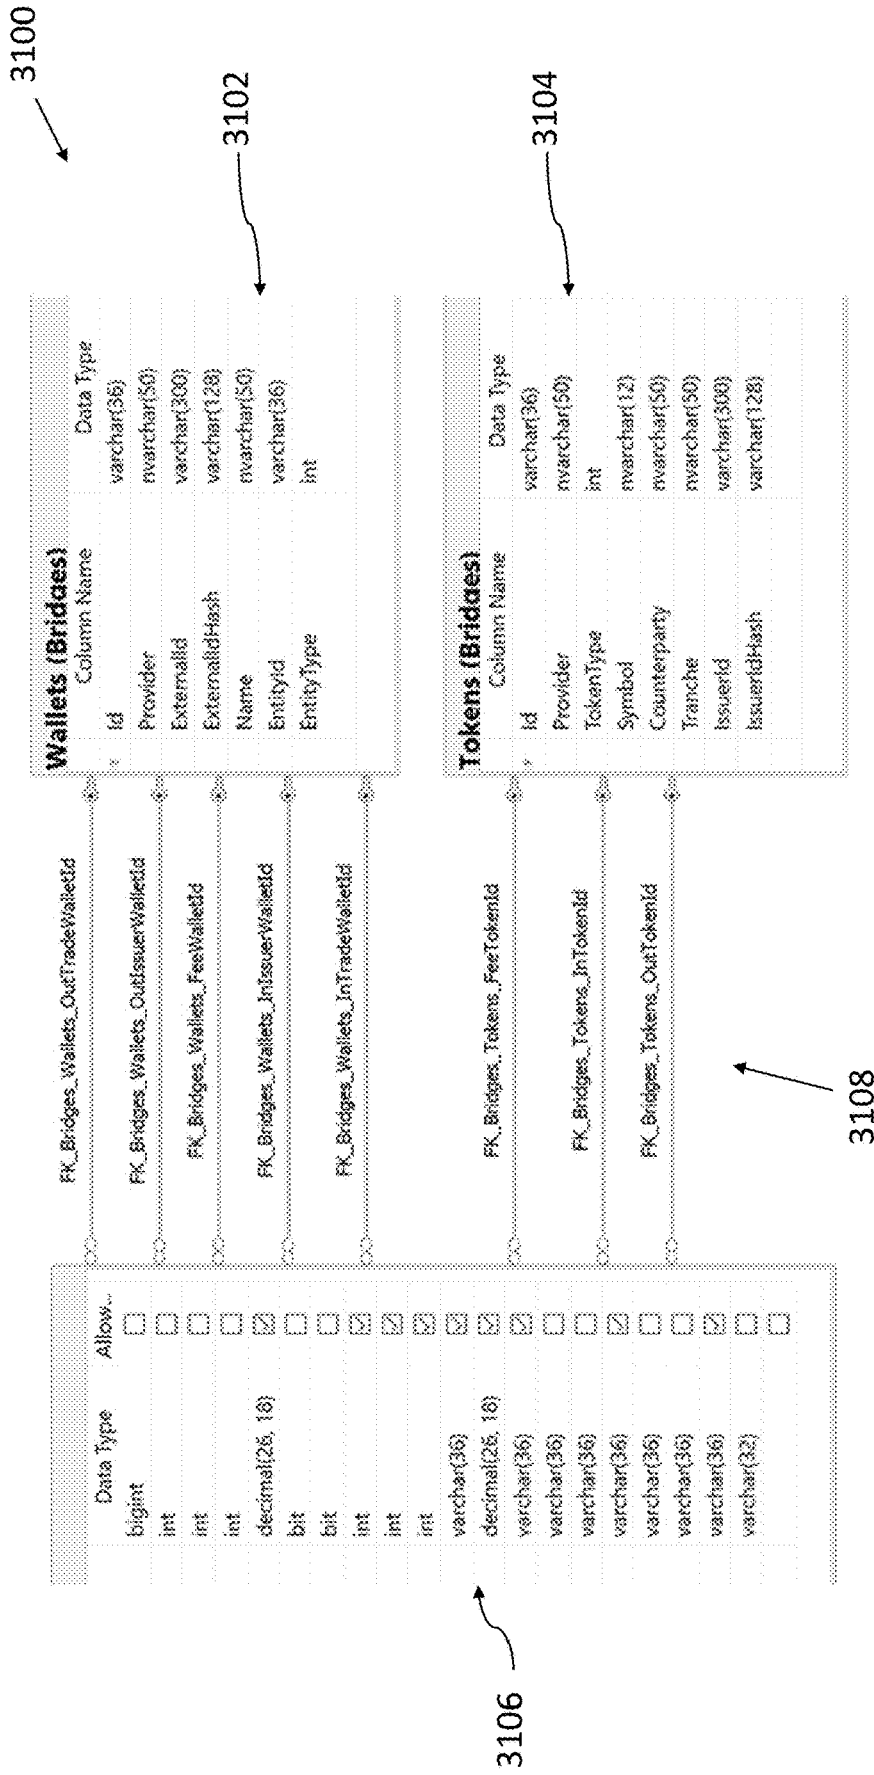 3100
Wallets (Bridges)
Column Name Data Type
Id varchar(36)
Provider nvarchar(50)
ExternalId varchar(300)
ExternalIdHash varchar(128)
Name nvarchar(50)
EntityId varchar(36)
EntityType int
3102
FK_Bridges_Wallets_OutTradeWalletId
FK_Bridges_Wallets_OutIssuerWalletId
FK_Bridges_Wallets_FeeWalletId
FK_Bridges_Wallets_InIssuerWalletId
FK_Bridges_Wallets_InTradeWalletId
Data Type Allow...
bigint
int
int
int
decimal(26, 18)
bit
bit
int
int
int
varchar(36)
decimal(26, 18)
varchar(36)
varchar(36)
varchar(36)
varchar(36)
varchar(36)
varchar(36)
varchar(36)
varchar(32)
3106
FK_Bridges_Tokens_FeeTokenId
FK_Bridges_Tokens_InTokenId
FK_Bridges_Tokens_OutTokenId
Tokens (Bridges)
Column Name Data Type
Id varchar(36)
Provider nvarchar(50)
TokenType int
Symbol nvarchar(12)
Counterparty nvarchar(50)
Tranche nvarchar(50)
IssuerId varchar(300)
IssuerIdHash varchar(128)
3104
3108